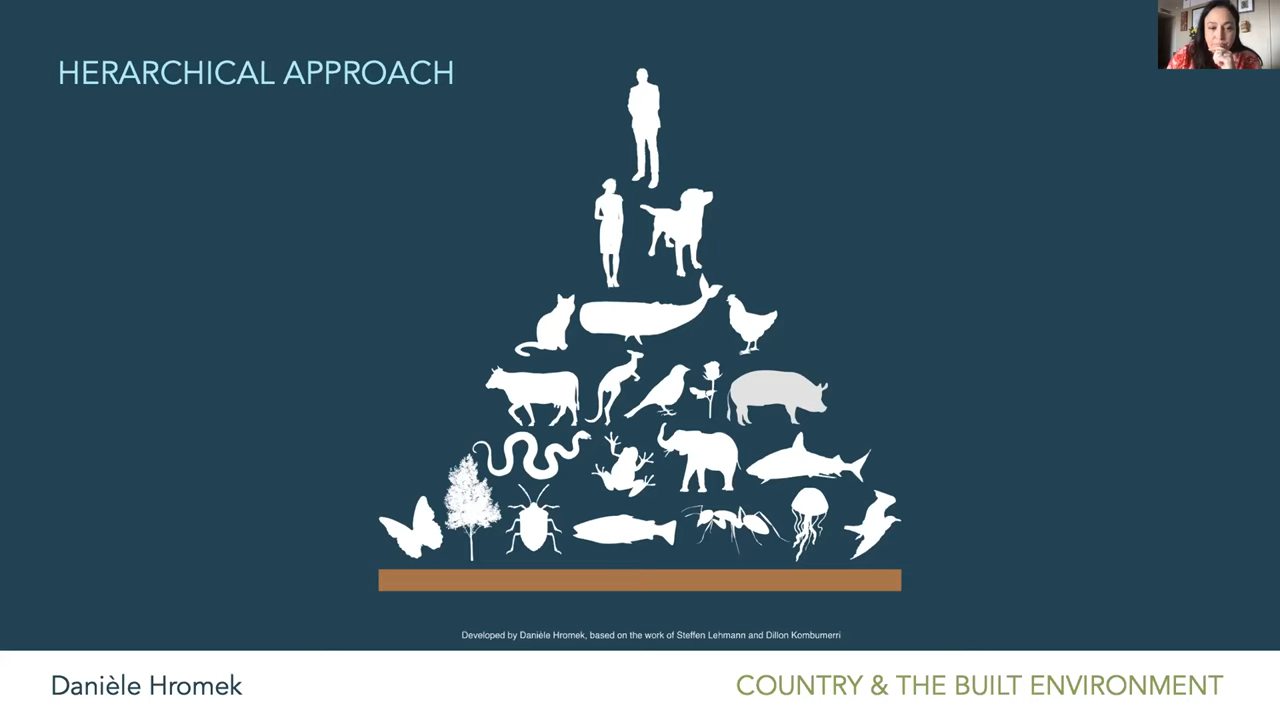 HERARCHICAL APPROACH
Developed by Danièle Hromek, based on the work of Steffen Lehmann and Dillon Kombumerri
Danièle Hromek
COUNTRY & THE BUILT ENVIRONMENT